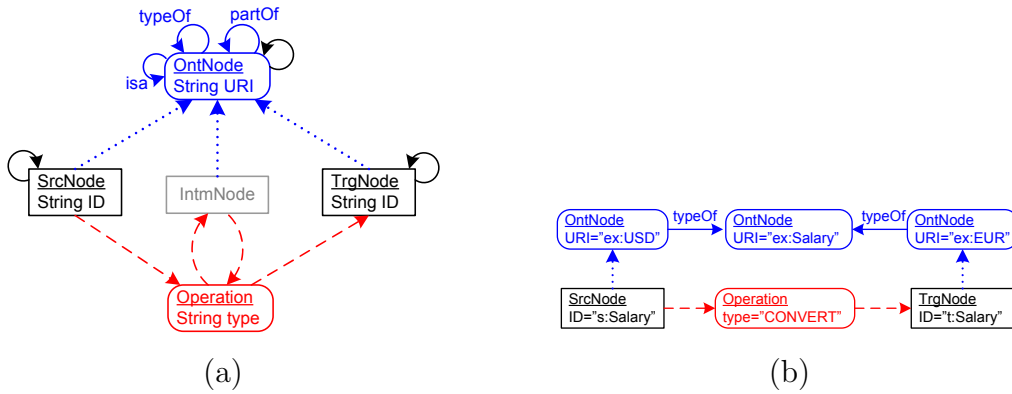 typeOf
partOf
isa
OntNode
String URI
SrcNode
String ID
IntmNode
TrgNode
String ID
Operation
String type
(a)
OntNode
URI="ex:USD"
typeOf
OntNode
URI="ex:Salary"
typeOf
OntNode
URI="ex:EUR"
SrcNode
ID="s:Salary"
Operation
type="CONVERT"
TrgNode
ID="t:Salary"
(b)